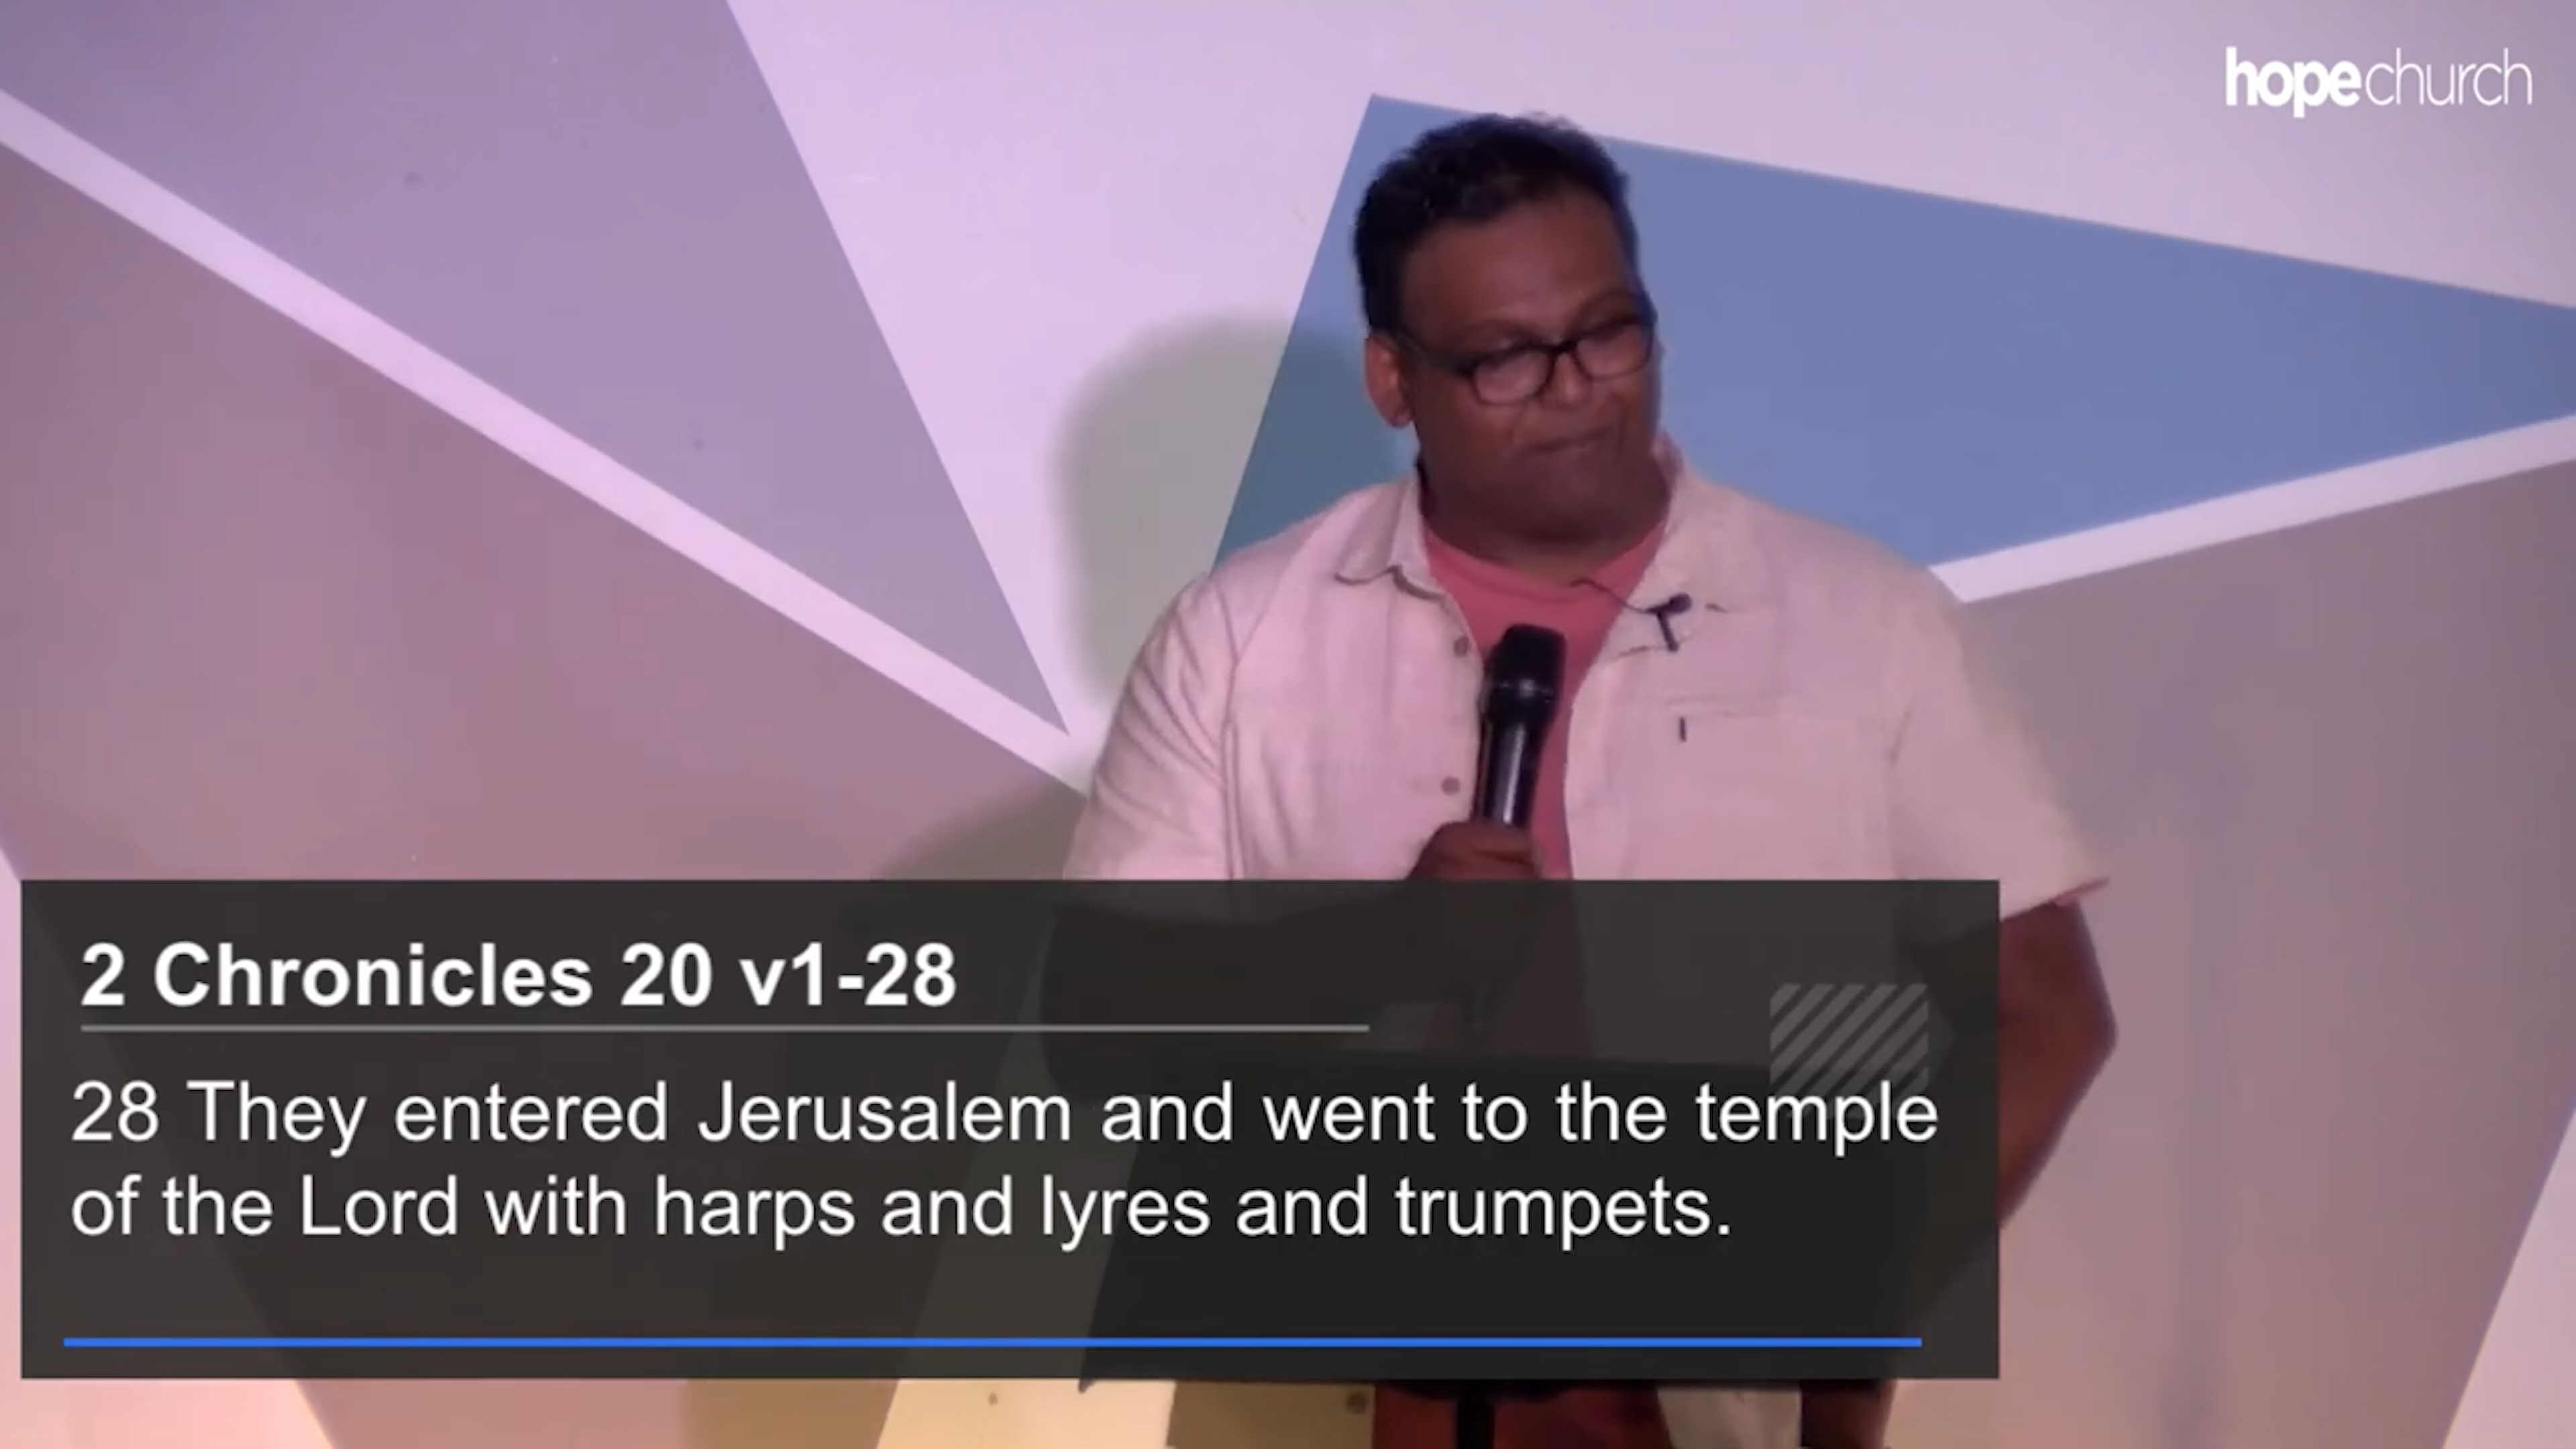 hopechurch
2 Chronicles 20 v1-28
28 They entered Jerusalem and went to the temple
of the Lord with harps and lyres and trumpets.